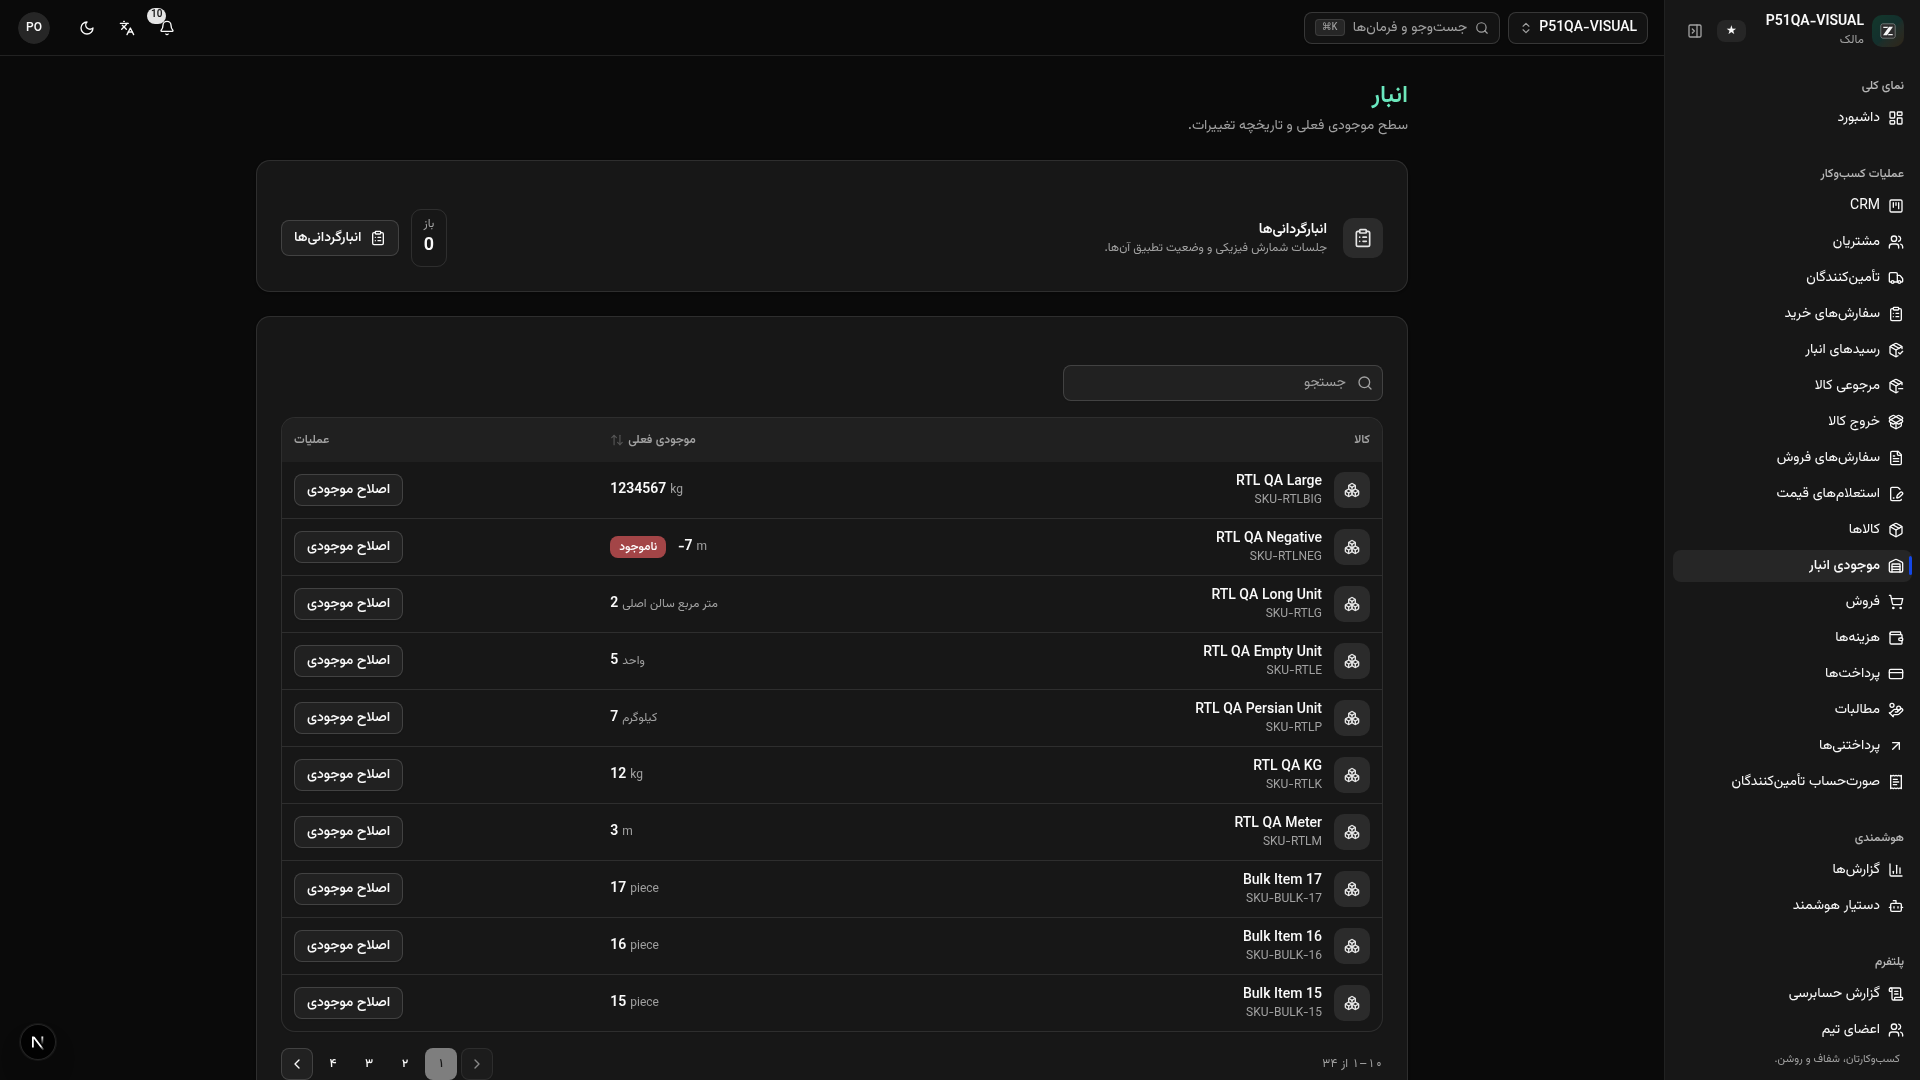 P51QA-VISUAL
مالک
★
P51QA-VISUAL
جست‌وجو و فرمان‌ها
⌘K
10
PO
نمای کلی
داشبورد
عملیات کسب‌وکار
CRM
مشتریان
تأمین‌کنندگان
سفارش‌های خرید
رسیدهای انبار
مرجوعی کالا
خروج کالا
سفارش‌های فروش
استعلام‌های قیمت
کالاها
موجودی انبار
فروش
هزینه‌ها
پرداخت‌ها
مطالبات
پرداختنی‌ها
صورت‌حساب تأمین‌کنندگان
هوشمندی
گزارش‌ها
دستیار هوشمند
پلتفرم
گزارش حسابرسی
اعضای تیم
کسب‌وکارتان، شفاف و روشن.
انبار
سطح موجودی فعلی و تاریخچه تغییرات.
انبارگردانی‌ها
جلسات شمارش فیزیکی و وضعیت تطبیق آن‌ها.
باز
0
انبارگردانی‌ها
جستجو
کالا موجودی فعلی عملیات
RTL QA Large
SKU-RTLBIG
1234567 kg
اصلاح موجودی
RTL QA Negative
SKU-RTLNEG
-7 m
ناموجود
اصلاح موجودی
RTL QA Long Unit
SKU-RTLG
2 متر مربع سالن اصلی
اصلاح موجودی
RTL QA Empty Unit
SKU-RTLE
5 واحد
اصلاح موجودی
RTL QA Persian Unit
SKU-RTLP
7 کیلوگرم
اصلاح موجودی
RTL QA KG
SKU-RTLK
12 kg
اصلاح موجودی
RTL QA Meter
SKU-RTLM
3 m
اصلاح موجودی
Bulk Item 17
SKU-BULK-17
17 piece
اصلاح موجودی
Bulk Item 16
SKU-BULK-16
16 piece
اصلاح موجودی
Bulk Item 15
SKU-BULK-15
15 piece
اصلاح موجودی
۱–۱۰ از ۳۴
۱ ۲ ۳ ۴
N